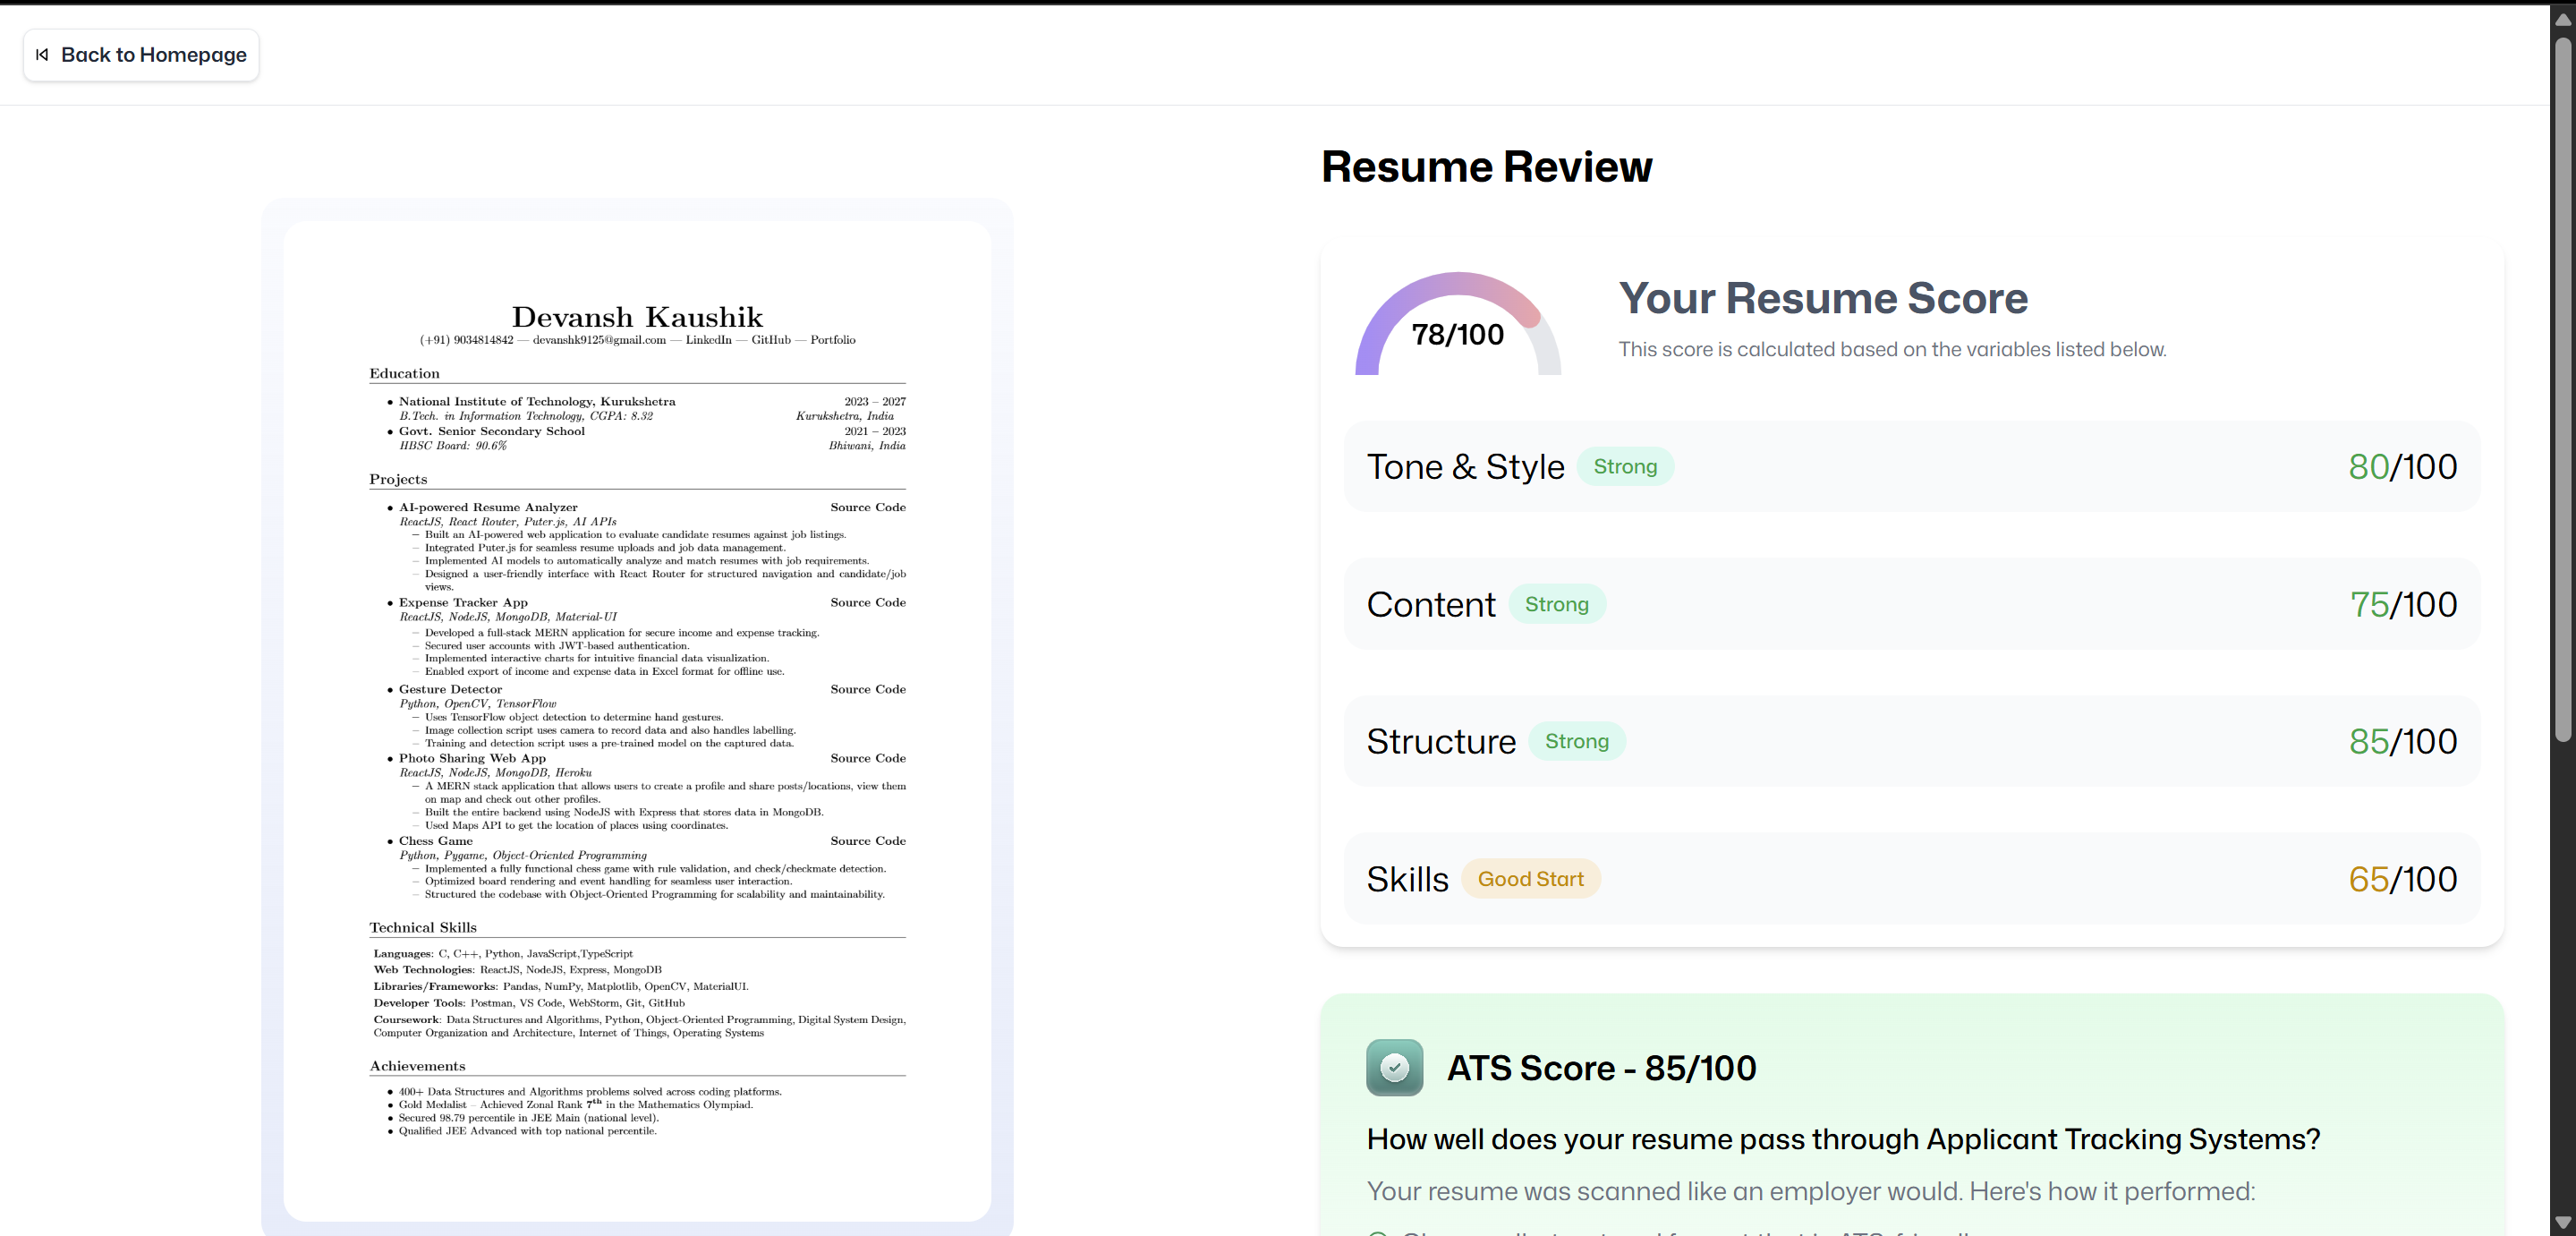 Back to Homepage
Devansh Kaushik
(+91) 9034814842 — devanshk9125@gmail.com — LinkedIn — GitHub — Portfolio
Education
• National Institute of Technology, Kurukshetra 2023 – 2027
B.Tech. in Information Technology, CGPA: 8.32 Kurukshetra, India
• Govt. Senior Secondary School 2021 – 2023
HBSC Board: 90.6% Bhiwani, India
Projects
• AI-powered Resume Analyzer Source Code
ReactJS, React Router, Puter.js, AI APIs
– Built an AI-powered web application to evaluate candidate resumes against job listings.
– Integrated Puter.js for seamless resume uploads and job data management.
– Implemented AI models to automatically analyze and match resumes with job requirements.
– Designed a user-friendly interface with React Router for structured navigation and candidate/job
views.
• Expense Tracker App Source Code
ReactJS, NodeJS, MongoDB, Material-UI
– Developed a full-stack MERN application for secure income and expense tracking.
– Secured user accounts with JWT-based authentication.
– Implemented interactive charts for intuitive financial data visualization.
– Enabled export of income and expense data in Excel format for offline use.
• Gesture Detector Source Code
Python, OpenCV, TensorFlow
– Uses TensorFlow object detection to determine hand gestures.
– Image collection script uses camera to record data and also handles labelling.
– Training and detection script uses a pre-trained model on the captured data.
• Photo Sharing Web App Source Code
ReactJS, NodeJS, MongoDB, Heroku
– A MERN stack application that allows users to create a profile and share posts/locations, view them
on map and check out other profiles.
– Built the entire backend using NodeJS with Express that stores data in MongoDB.
– Used Maps API to get the location of places using coordinates.
• Chess Game Source Code
Python, Pygame, Object-Oriented Programming
– Implemented a fully functional chess game with rule validation, and check/checkmate detection.
– Optimized board rendering and event handling for seamless user interaction.
– Structured the codebase with Object-Oriented Programming for scalability and maintainability.
Technical Skills
Languages: C, C++, Python, JavaScript,TypeScript
Web Technologies: ReactJS, NodeJS, Express, MongoDB
Libraries/Frameworks: Pandas, NumPy, Matplotlib, OpenCV, MaterialUI.
Developer Tools: Postman, VS Code, WebStorm, Git, GitHub
Coursework: Data Structures and Algorithms, Python, Object-Oriented Programming, Digital System Design,
Computer Organization and Architecture, Internet of Things, Operating Systems
Achievements
• 400+ Data Structures and Algorithms problems solved across coding platforms.
• Gold Medalist – Achieved Zonal Rank 7th in the Mathematics Olympiad.
• Secured 98.79 percentile in JEE Main (national level).
• Qualified JEE Advanced with top national percentile.
Resume Review
78/100
Your Resume Score
This score is calculated based on the variables listed below.
Tone & Style Strong 80/100
Content Strong 75/100
Structure Strong 85/100
Skills Good Start 65/100
ATS Score - 85/100
How well does your resume pass through Applicant Tracking Systems?
Your resume was scanned like an employer would. Here's how it performed: